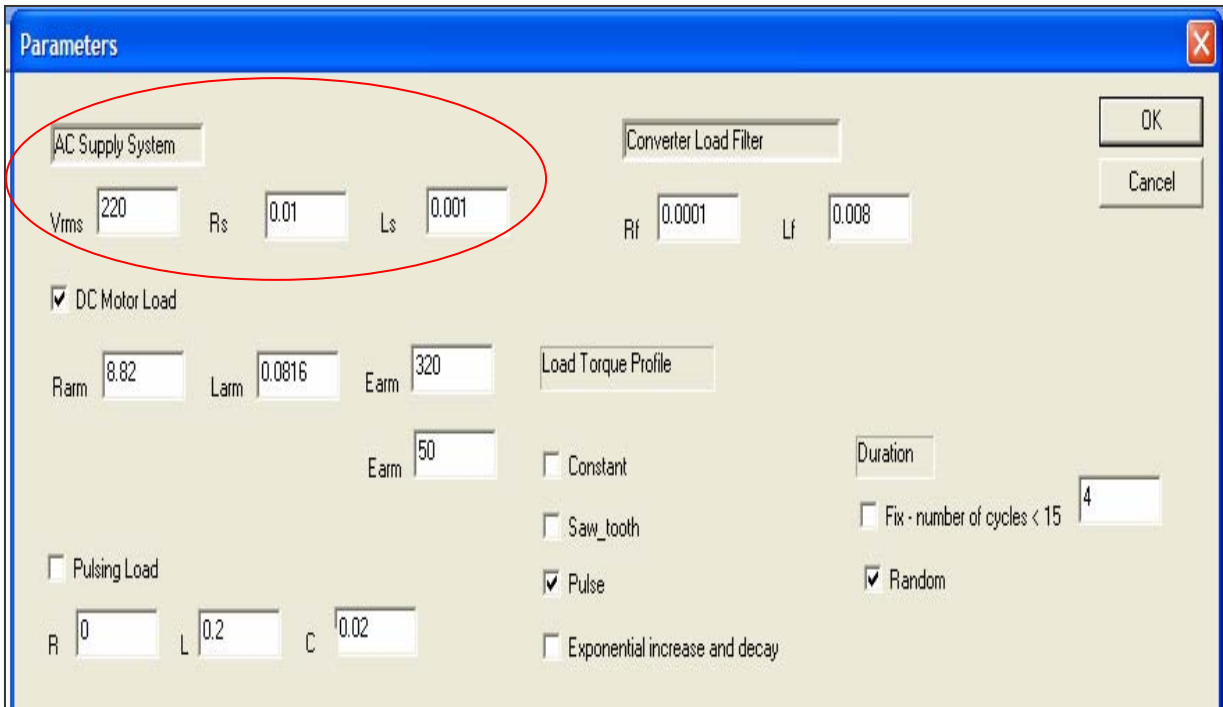 Parameters
AC Supply System
Converter Load Filter
OK
Cancel
Vrms 220 Rs 0.01 Ls 0.001
Rf 0.0001 Lf 0.008
DC Motor Load
Rarm 8.82 Larm 0.0816 Earm 320
Load Torque Profile
Earm 50
Constant
Saw_tooth
Pulse
Exponential increase and decay
Duration
Fix - number of cycles < 15 4
Random
Pulsing Load
R 0 L 0.2 C 0.02